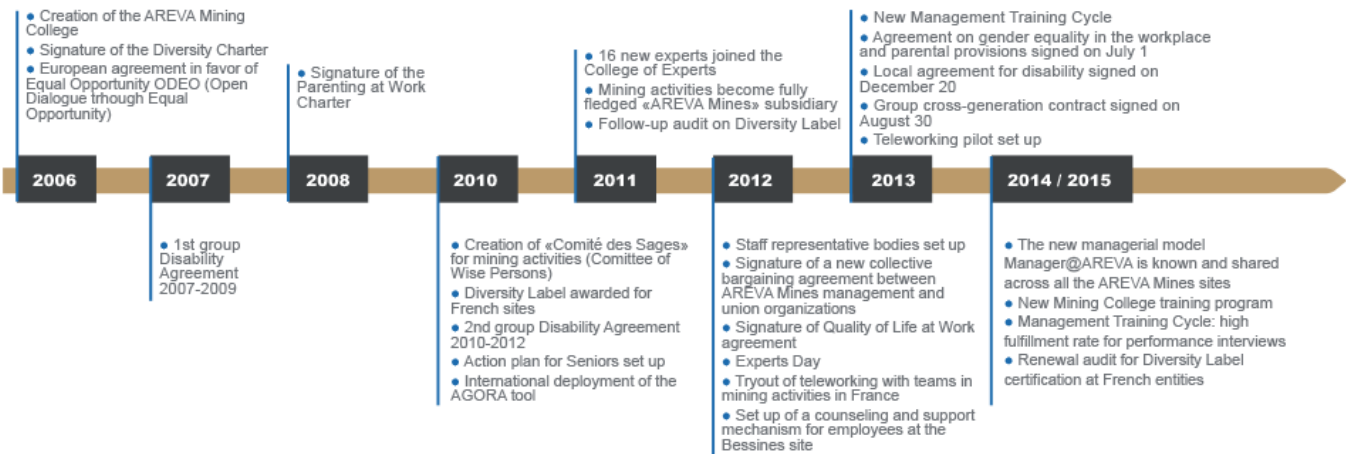 ● Creation of the AREVA Mining
College
● Signature of the Diversity Charter
● European agreement in favor of
Equal Opportunity ODEO (Open
Dialogue trhough Equal
Opportunity)
● Signature of the
Parenting at Work
Charter
● 16 new experts joined the
College of Experts
● Mining activities become fully
fledged «AREVA Mines» subsidiary
● Follow-up audit on Diversity Label
● New Management Training Cycle
● Agreement on gender equality in the workplace
and parental provisions signed on July 1
● Local agreement for disability signed on
December 20
● Group cross-generation contract signed on
August 30
● Teleworking pilot set up
2006
2007
2008
2010
2011
2012
2013
2014 / 2015
● 1st group
Disability
Agreement
2007-2009
● Creation of «Comité des Sages»
for mining activities (Comittee of
Wise Persons)
● Diversity Label awarded for
French sites
● 2nd group Disability Agreement
2010-2012
● Action plan for Seniors set up
● International deployment of the
AGORA tool
● Staff representative bodies set up
● Signature of a new collective
bargaining agreement between
AREVA Mines management and
union organizations
● Signature of Quality of Life at Work
agreement
● Experts Day
● Tryout of teleworking with teams in
mining activities in France
● Set up of a counseling and support
mechanism for employees at the
Bessines site
● The new managerial model
Manager@AREVA is known and shared
across all the AREVA Mines sites
● New Mining College training program
● Management Training Cycle: high
fulfillment rate for performance interviews
● Renewal audit for Diversity Label
certification at French entities